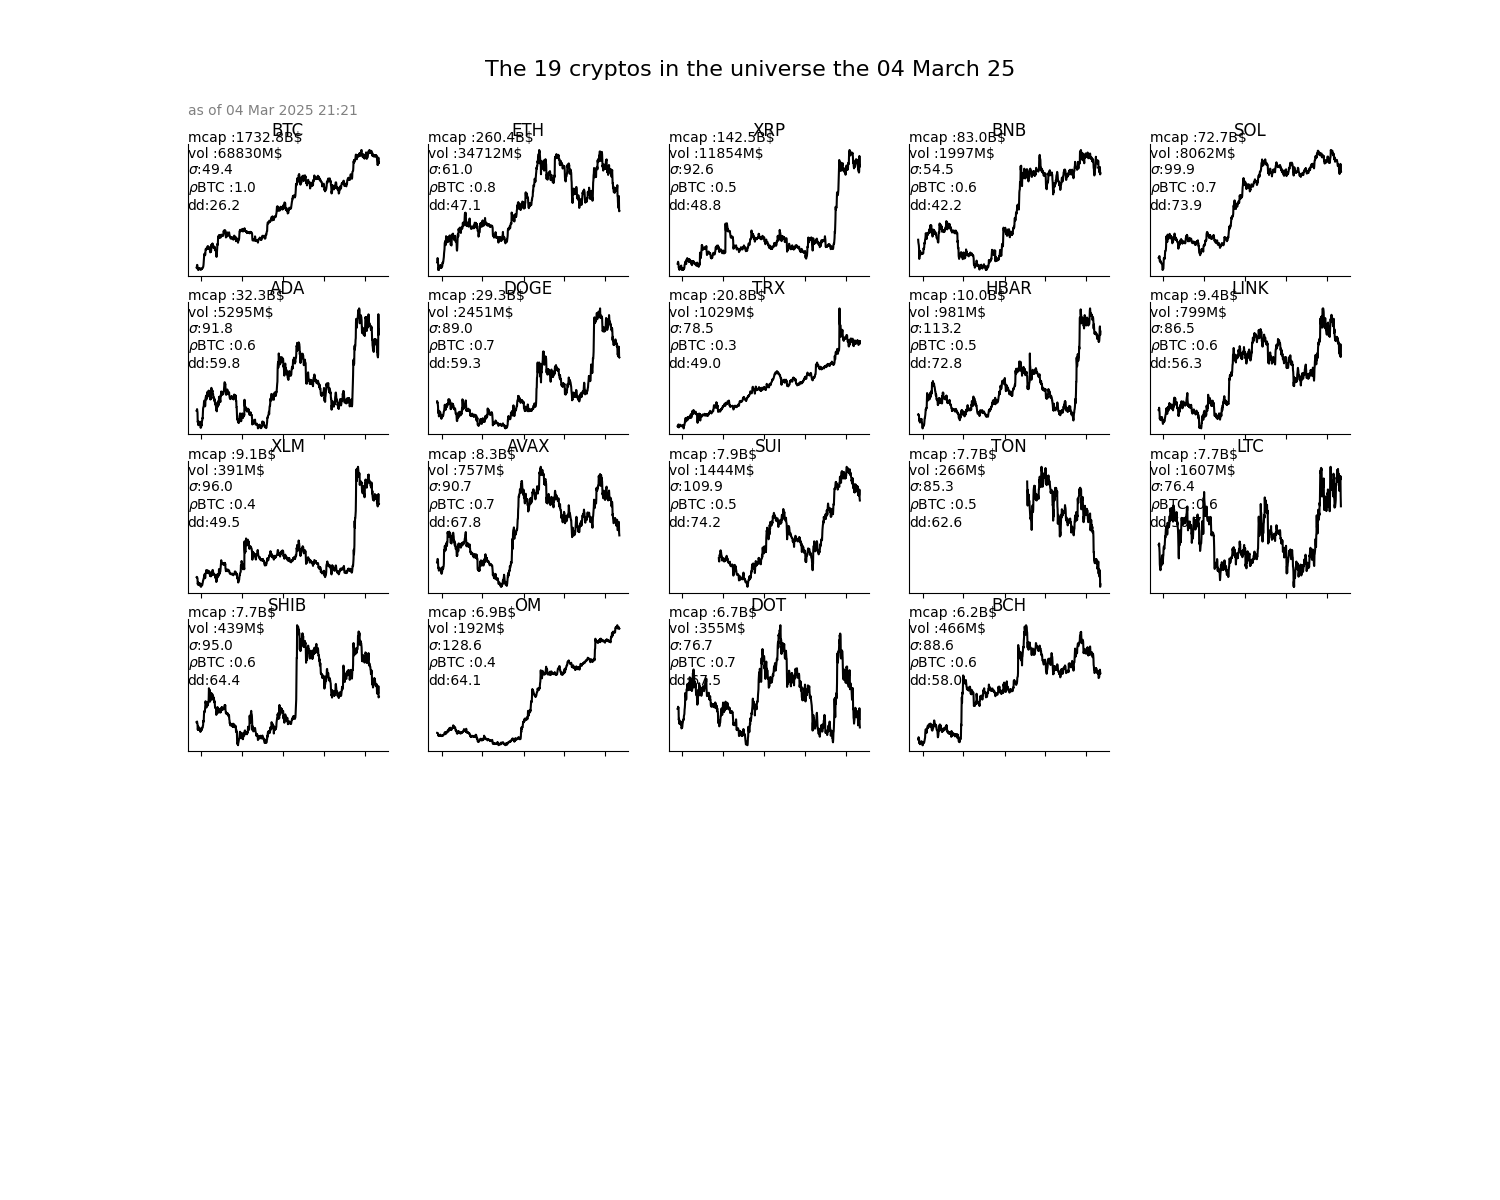 The 19 cryptos in the universe the 04 March 25
as of 04 Mar 2025 21:21
BTC
mcap :1732.8B$
vol :68830M$
σ:49.4
ρBTC :1.0
dd:26.2
ETH
mcap :260.4B$
vol :34712M$
σ:61.0
ρBTC :0.8
dd:47.1
XRP
mcap :142.5B$
vol :11854M$
σ:92.6
ρBTC :0.5
dd:48.8
BNB
mcap :83.0B$
vol :1997M$
σ:54.5
ρBTC :0.6
dd:42.2
SOL
mcap :72.7B$
vol :8062M$
σ:99.9
ρBTC :0.7
dd:73.9
ADA
mcap :32.3B$
vol :5295M$
σ:91.8
ρBTC :0.6
dd:59.8
DOGE
mcap :29.3B$
vol :2451M$
σ:89.0
ρBTC :0.7
dd:59.3
TRX
mcap :20.8B$
vol :1029M$
σ:78.5
ρBTC :0.3
dd:49.0
HBAR
mcap :10.0B$
vol :981M$
σ:113.2
ρBTC :0.5
dd:72.8
LINK
mcap :9.4B$
vol :799M$
σ:86.5
ρBTC :0.6
dd:56.3
XLM
mcap :9.1B$
vol :391M$
σ:96.0
ρBTC :0.4
dd:49.5
AVAX
mcap :8.3B$
vol :757M$
σ:90.7
ρBTC :0.7
dd:67.8
SUI
mcap :7.9B$
vol :1444M$
σ:109.9
ρBTC :0.5
dd:74.2
TON
mcap :7.7B$
vol :266M$
σ:85.3
ρBTC :0.5
dd:62.6
LTC
mcap :7.7B$
vol :1607M$
σ:76.4
ρBTC :0.6
SHIB
mcap :7.7B$
vol :439M$
σ:95.0
ρBTC :0.6
dd:64.4
OM
mcap :6.9B$
vol :192M$
σ:128.6
ρBTC :0.4
dd:64.1
DOT
mcap :6.7B$
vol :355M$
σ:76.7
ρBTC :0.7
dd:67.5
BCH
mcap :6.2B$
vol :466M$
σ:88.6
ρBTC :0.6
dd:58.0